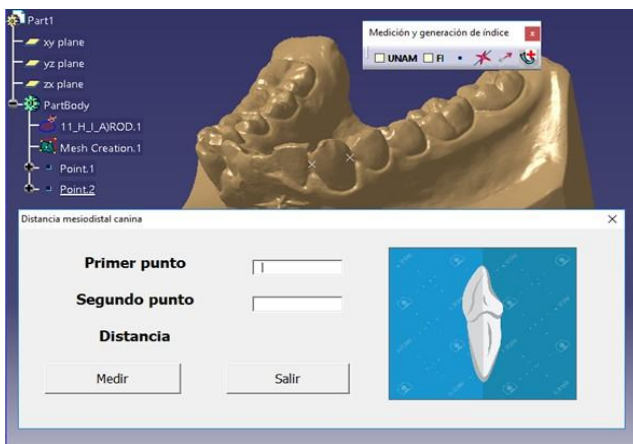 Part1
xy plane
yz plane
zx plane
PartBody
11_H_I_A)ROD.1
Mesh Creation.1
Point.1
Point.2
Medición y generación de índice
x
UNAM FI
Distancia mesiodistal canina
Primer punto
Segundo punto
Distancia
Medir Salir